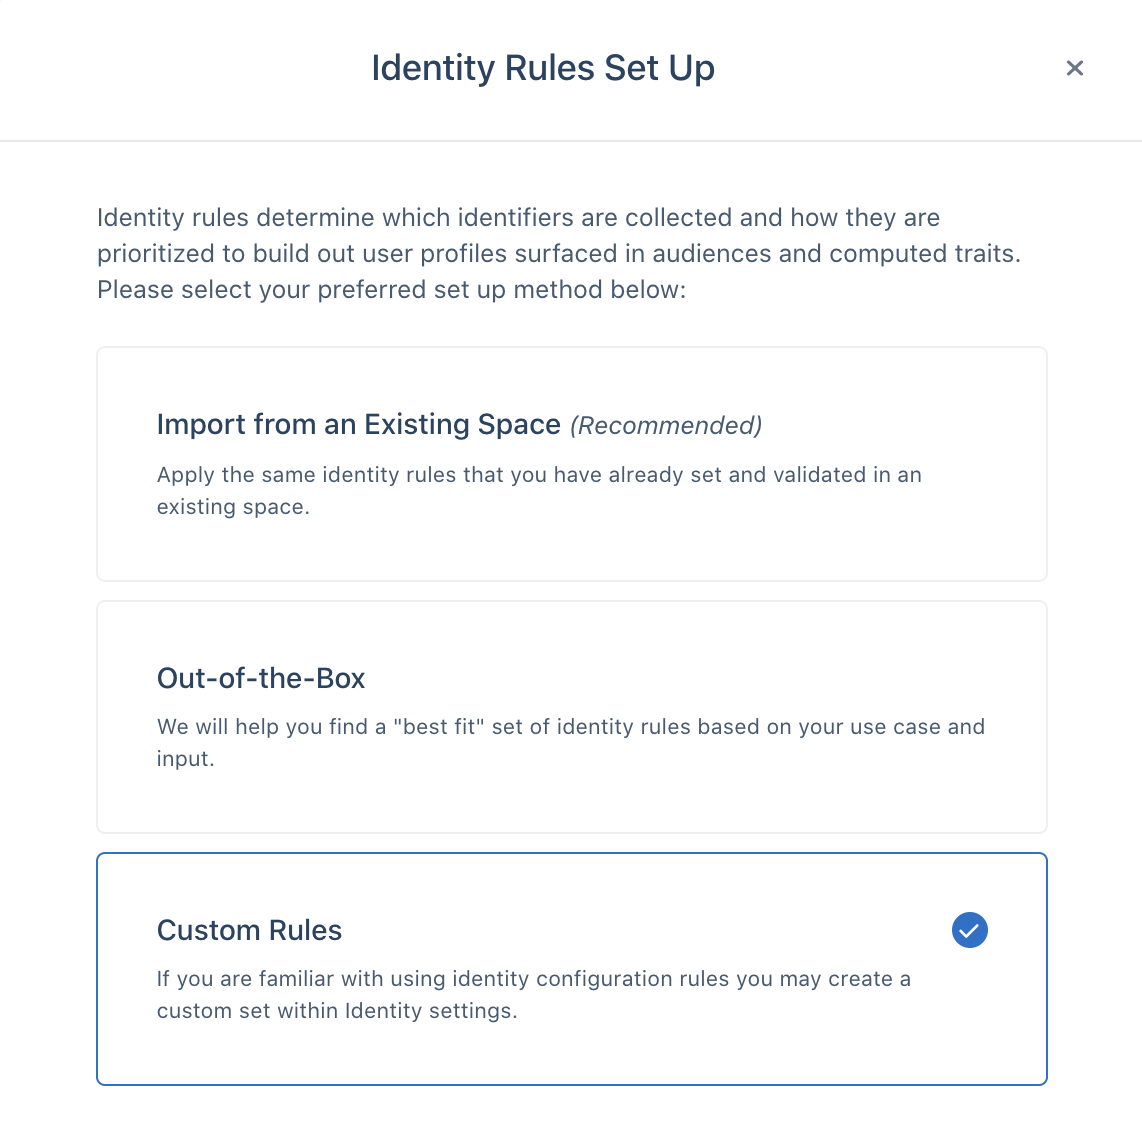 Identity Rules Set Up
Identity rules determine which identifiers are collected and how they are
prioritized to build out user profiles surfaced in audiences and computed traits.
Please select your preferred set up method below:
Import from an Existing Space (Recommended)
Apply the same identity rules that you have already set and validated in an
existing space.
Out-of-the-Box
We will help you find a "best fit" set of identity rules based on your use case and
input.
Custom Rules
If you are familiar with using identity configuration rules you may create a
custom set within Identity settings.